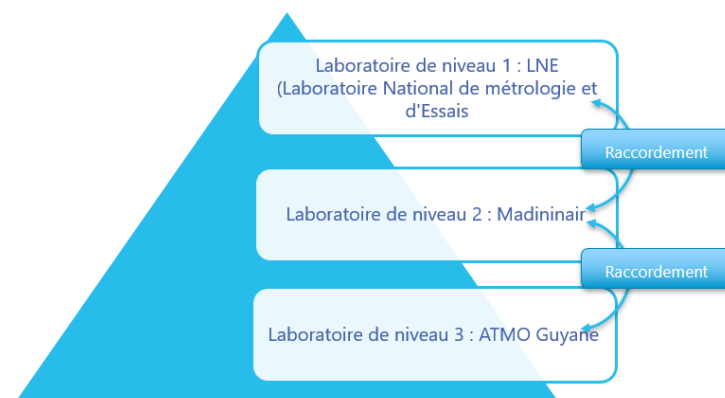 Laboratoire de niveau 1 : LNE
(Laboratoire National de métrologie et
d'Essais
Raccordement
Laboratoire de niveau 2 : Madininair
Raccordement
Laboratoire de niveau 3 : ATMO Guyane